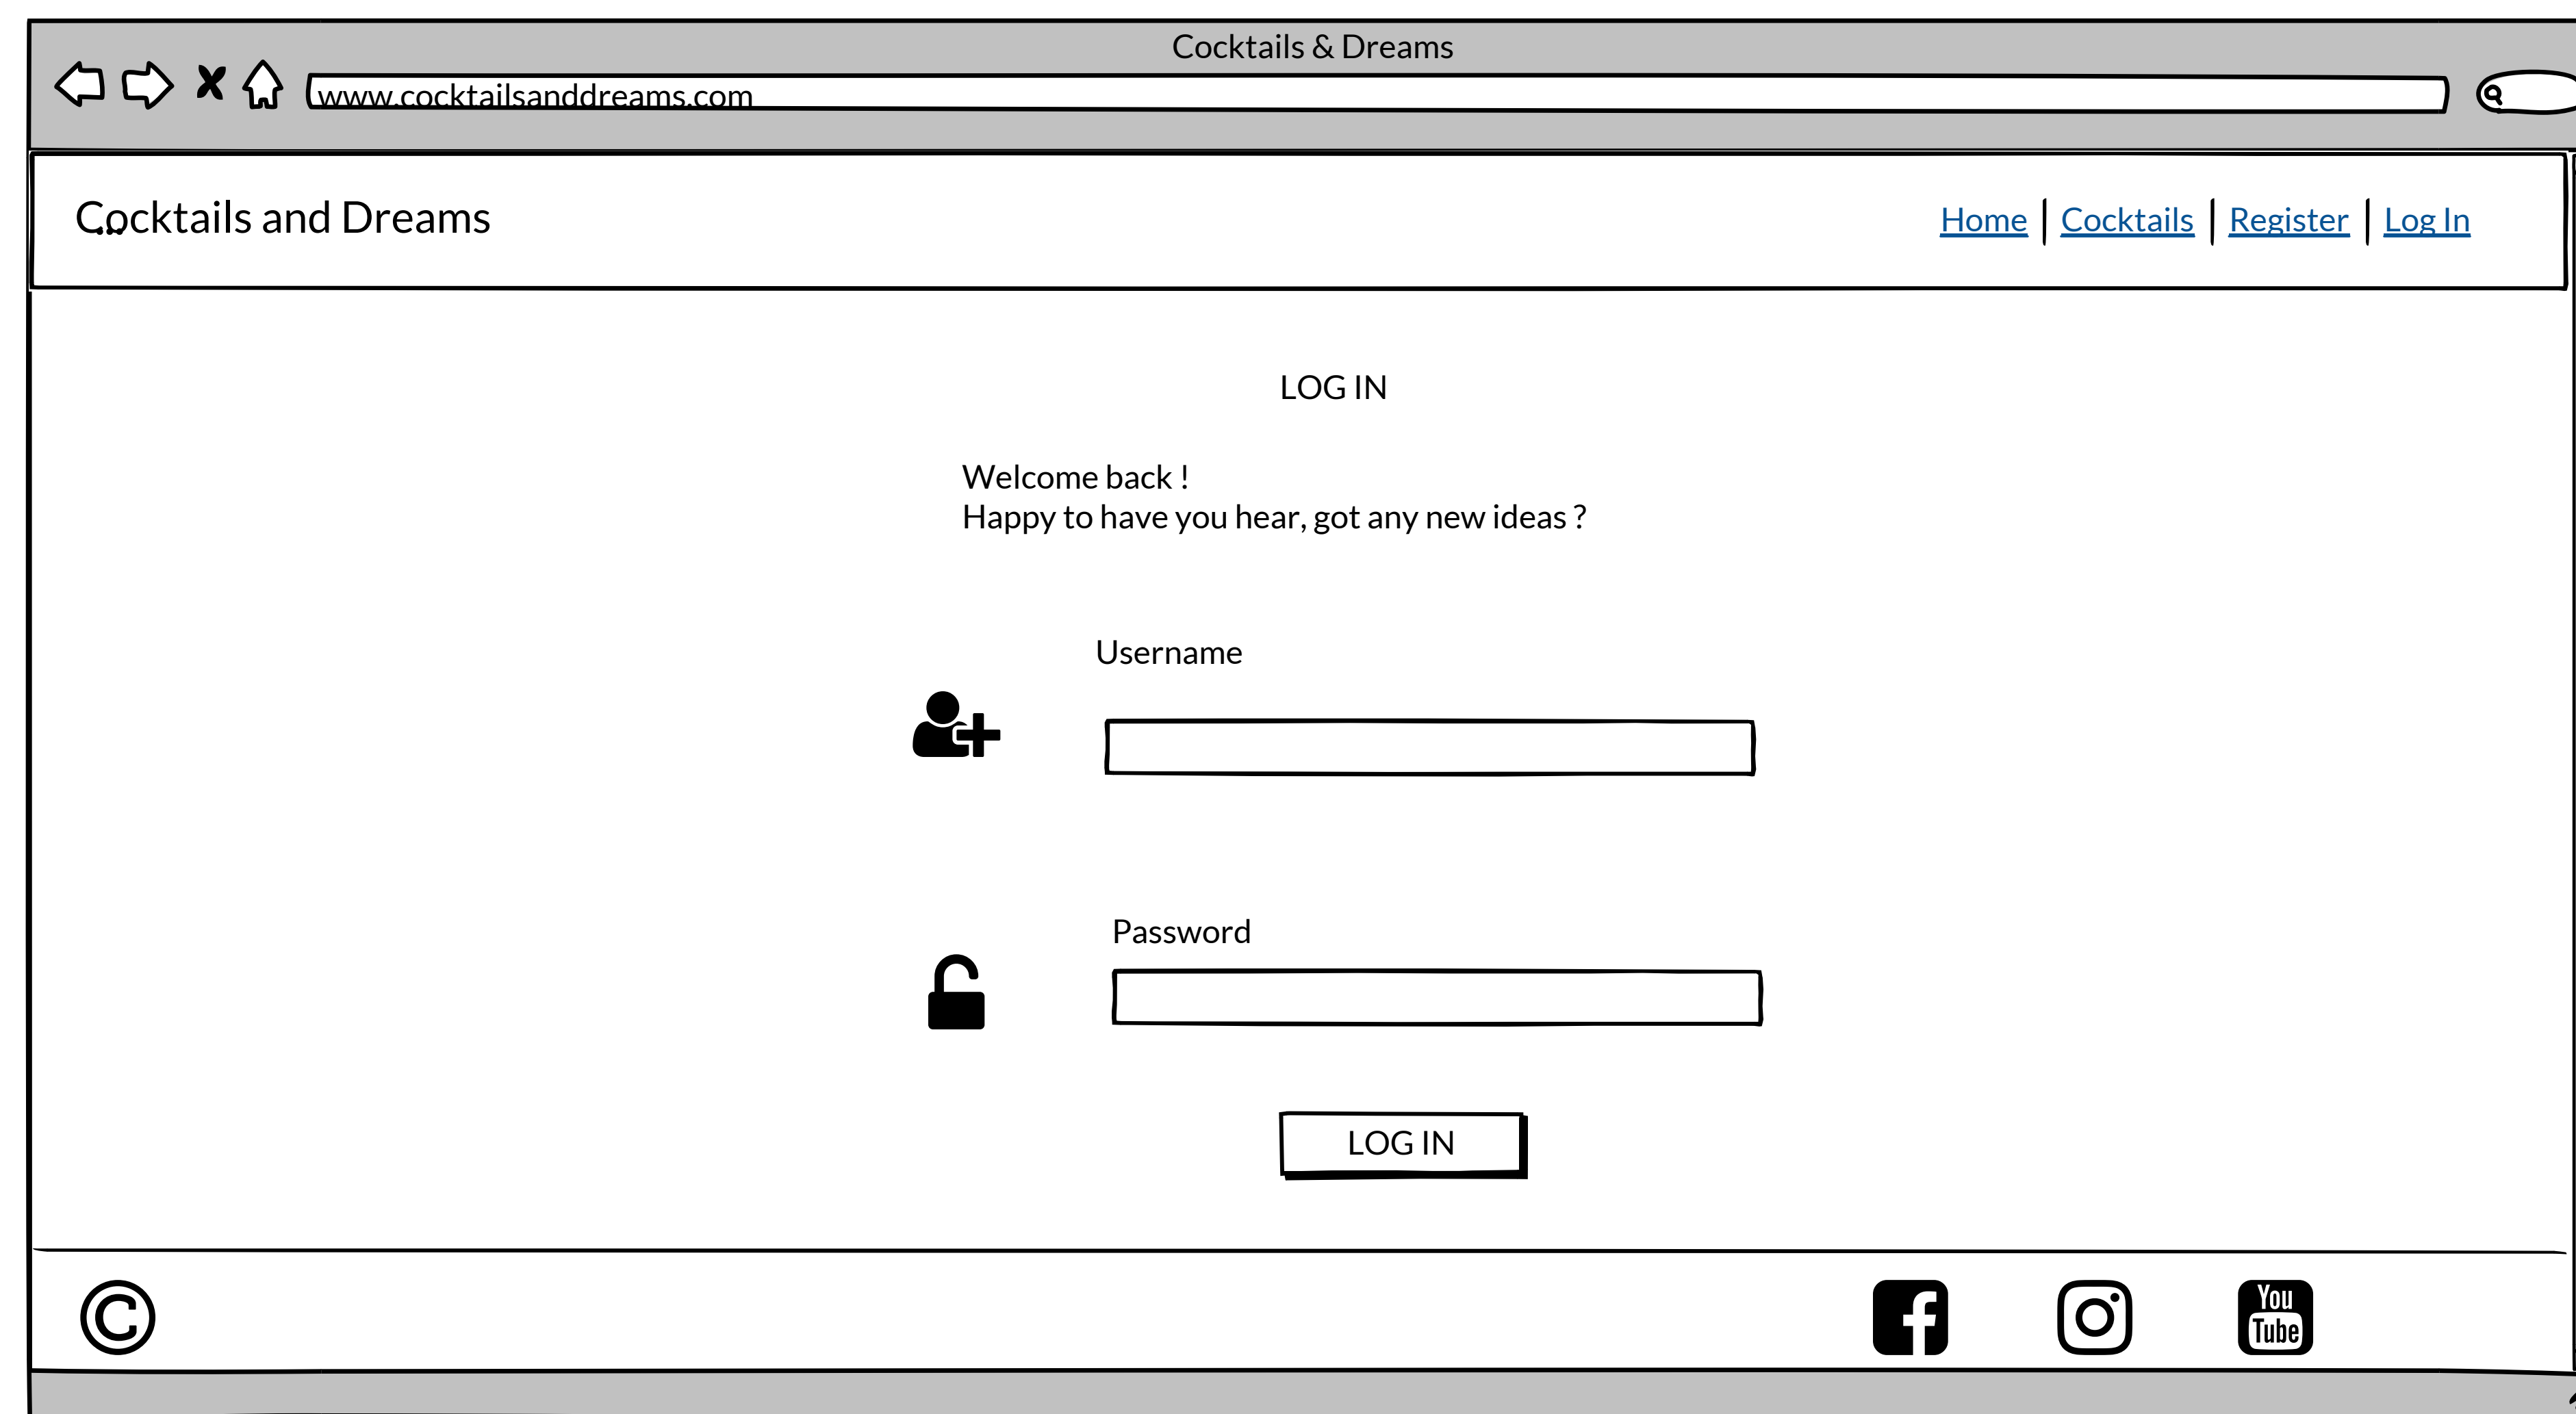 Cocktails & Dreams
www.cocktailsanddreams.com
Cocktails and Dreams
Home | Cocktails | Register | Log In
LOG IN
Welcome back !
Happy to have you hear, got any new ideas ?
Username
Password
LOG IN
©
You
Tube